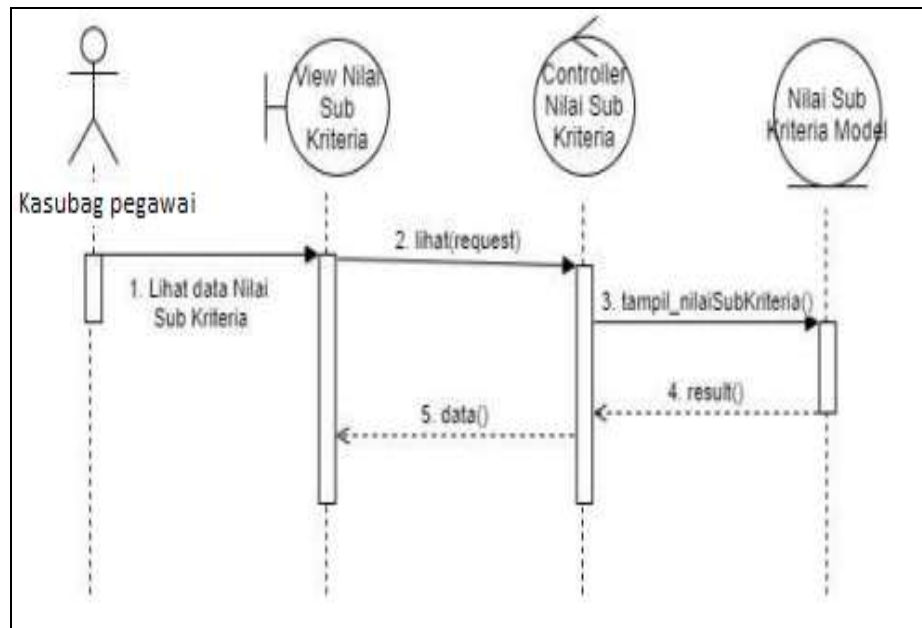 View Nilai
Sub
Kriteria
Controller
Nilai Sub
Kriteria
Nilai Sub
Kriteria Model
Kasubag pegawai
1. Lihat data Nilai
Sub Kriteria
2. lihat(request)
3. tampil_nilaiSubKriteria()
4. result()
5. data()